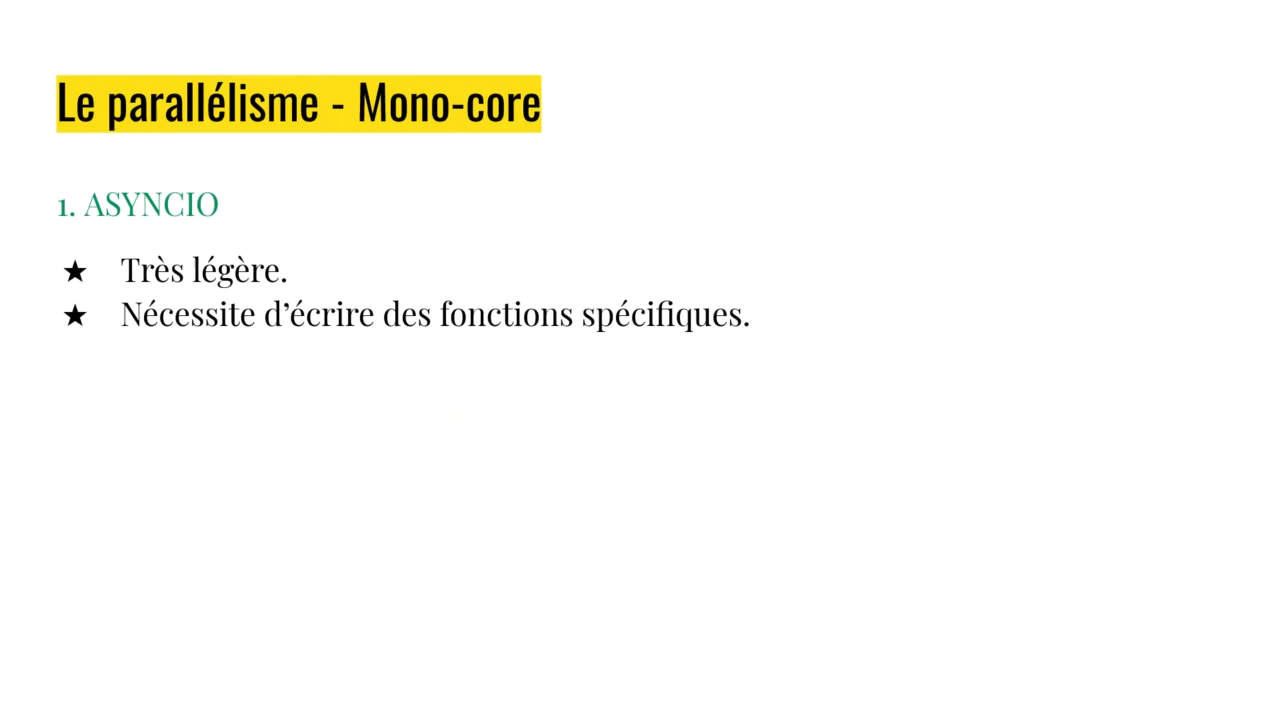 Le parallélisme - Mono-core
1. ASYNCIO
★ Très légère.
★ Nécessite d’écrire des fonctions spécifiques.